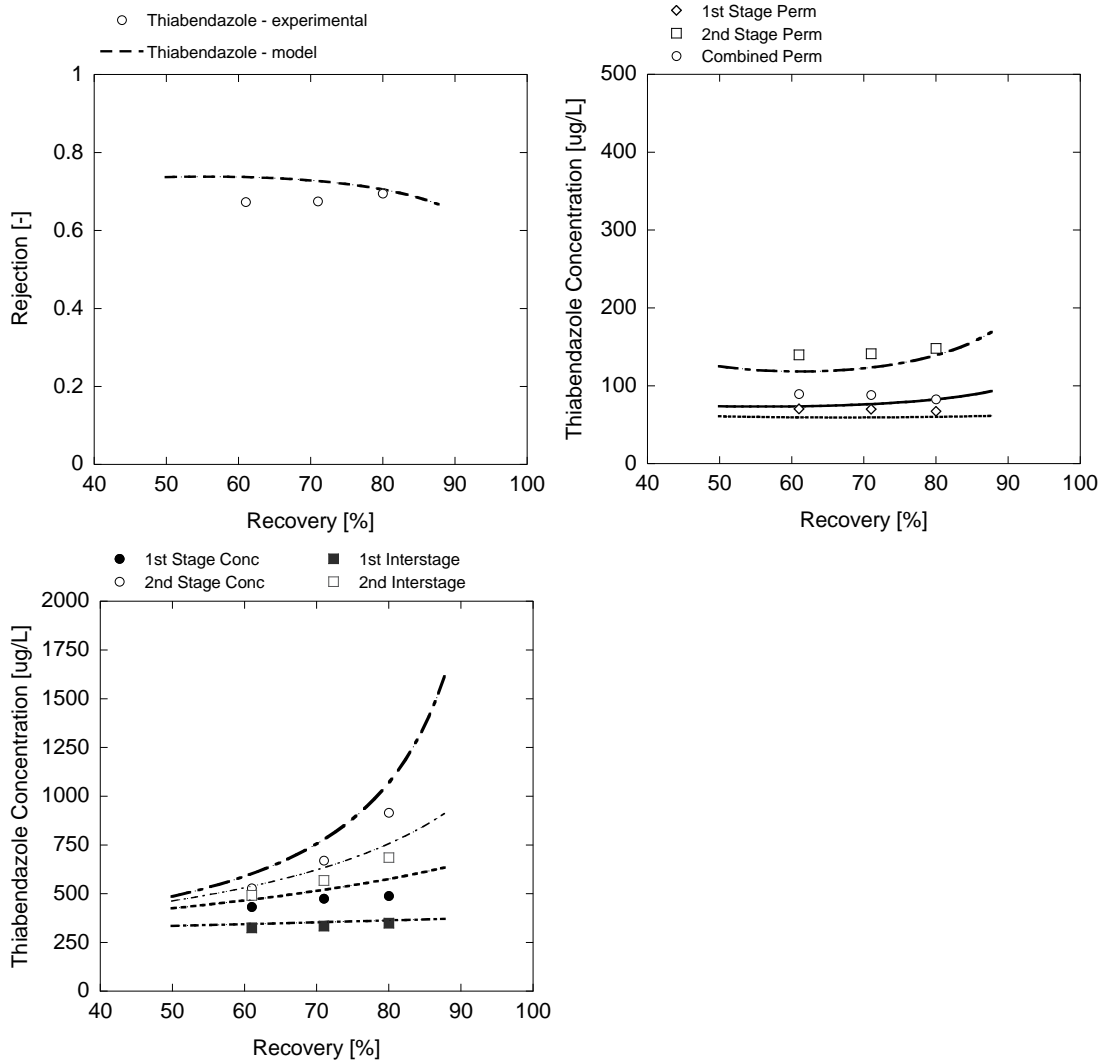 Thiabendazole - experimental
Thiabendazole - model
1
0.8
0.6
0.4
0.2
0
Rejection [-]
40 50 60 70 80 90 100
Recovery [%]
1st Stage Perm
2nd Stage Perm
Combined Perm
500
400
300
200
100
0
Thiabendazole Concentration [ug/L]
40 50 60 70 80 90 100
Recovery [%]
1st Stage Conc 1st Interstage
2nd Stage Conc 2nd Interstage
2000
1750
1500
1250
1000
750
500
250
0
Thiabendazole Concentration [ug/L]
40 50 60 70 80 90 100
Recovery [%]